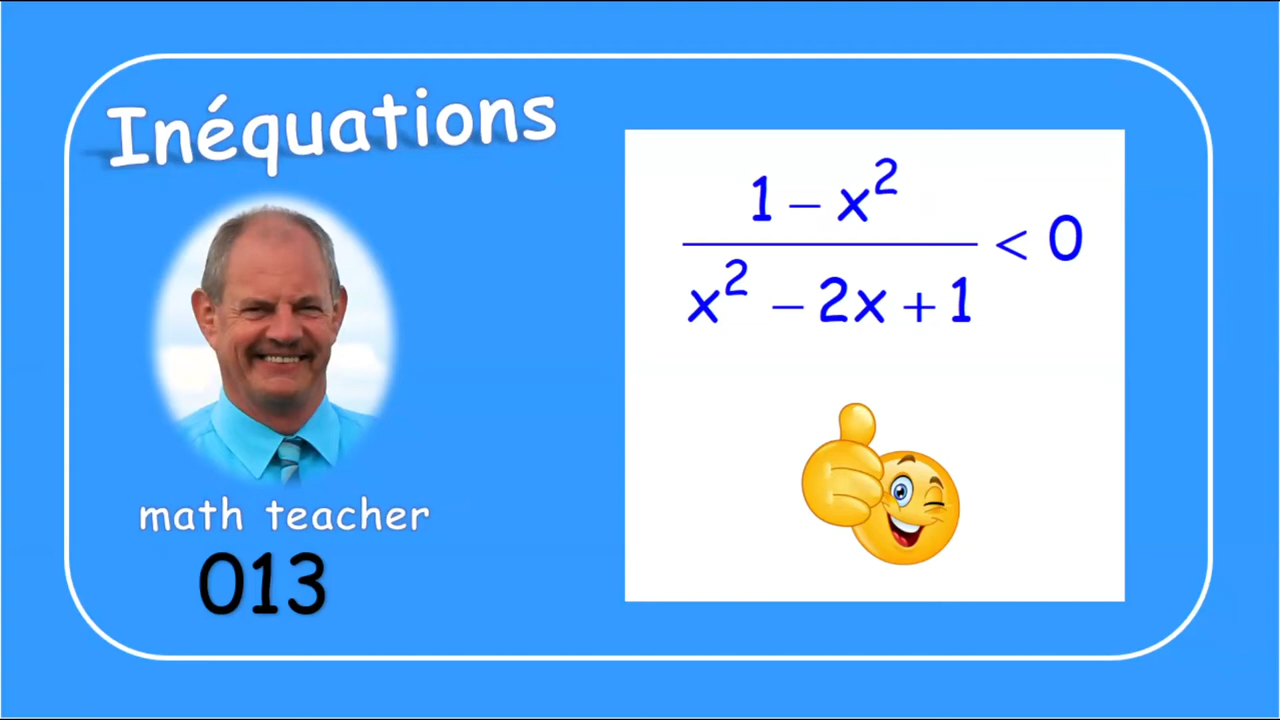 Inéquations
1 – x²
< 0
x² – 2x + 1
math teacher
013